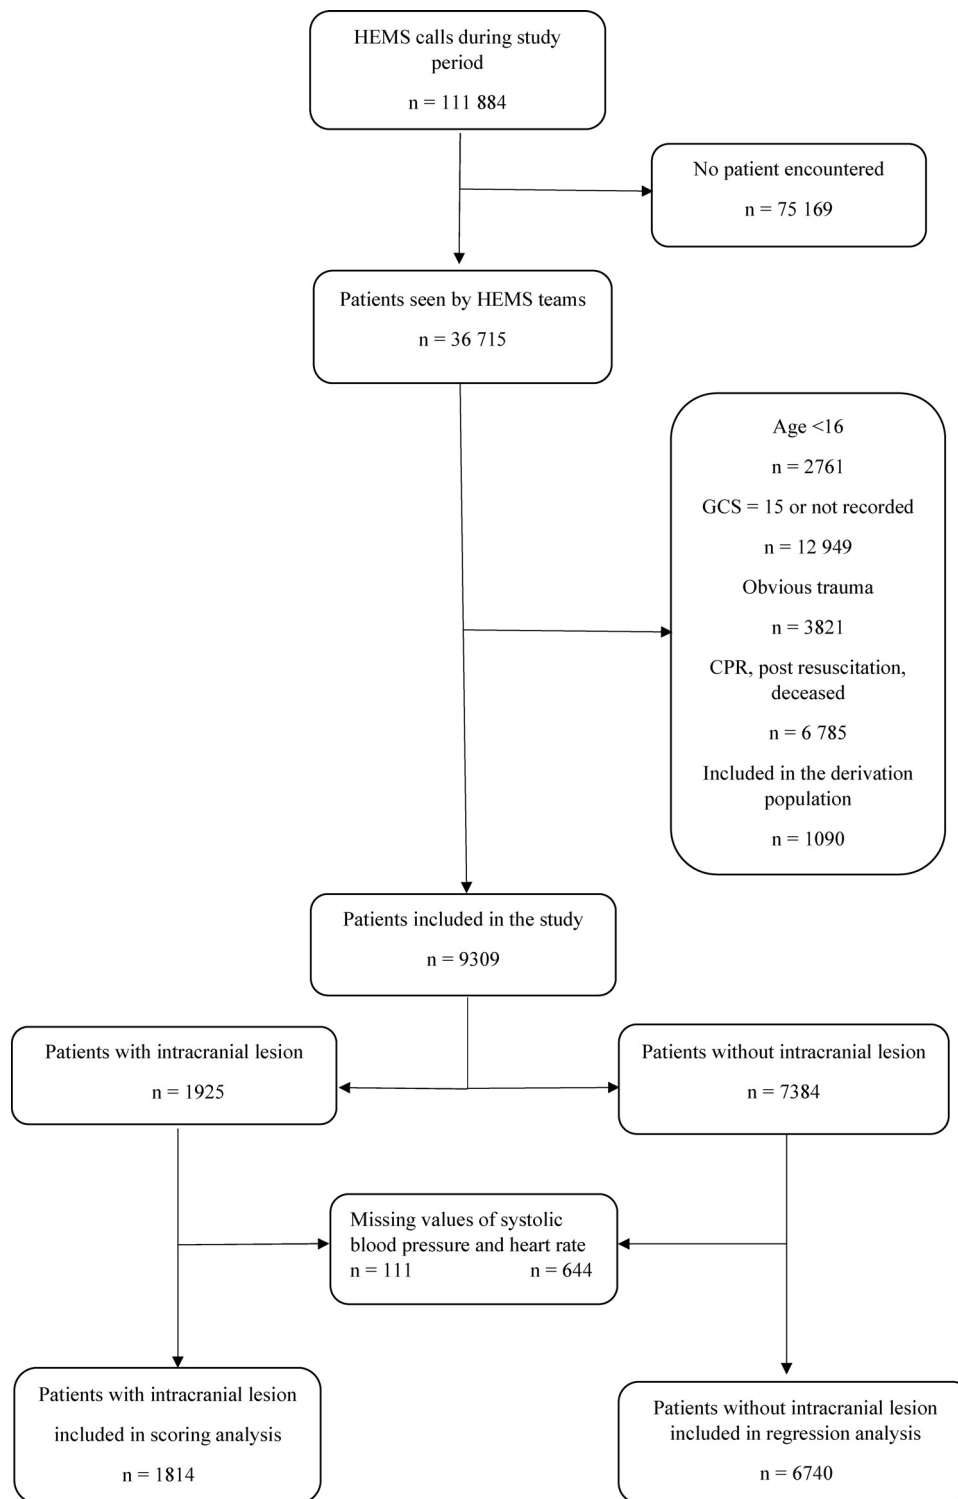 HEMS calls during study
period
n = 111 884
No patient encountered
n = 75 169
Patients seen by HEMS teams
n = 36 715
Age <16
n = 2761
GCS = 15 or not recorded
n = 12 949
Obvious trauma
n = 3821
CPR, post resuscitation,
deceased
n = 6 785
Included in the derivation
population
n = 1090
Patients included in the study
n = 9309
Patients with intracranial lesion
n = 1925
Patients without intracranial lesion
n = 7384
Missing values of systolic
blood pressure and heart rate
n = 111 n = 644
Patients with intracranial lesion
included in scoring analysis
n = 1814
Patients without intracranial lesion
included in regression analysis
n = 6740